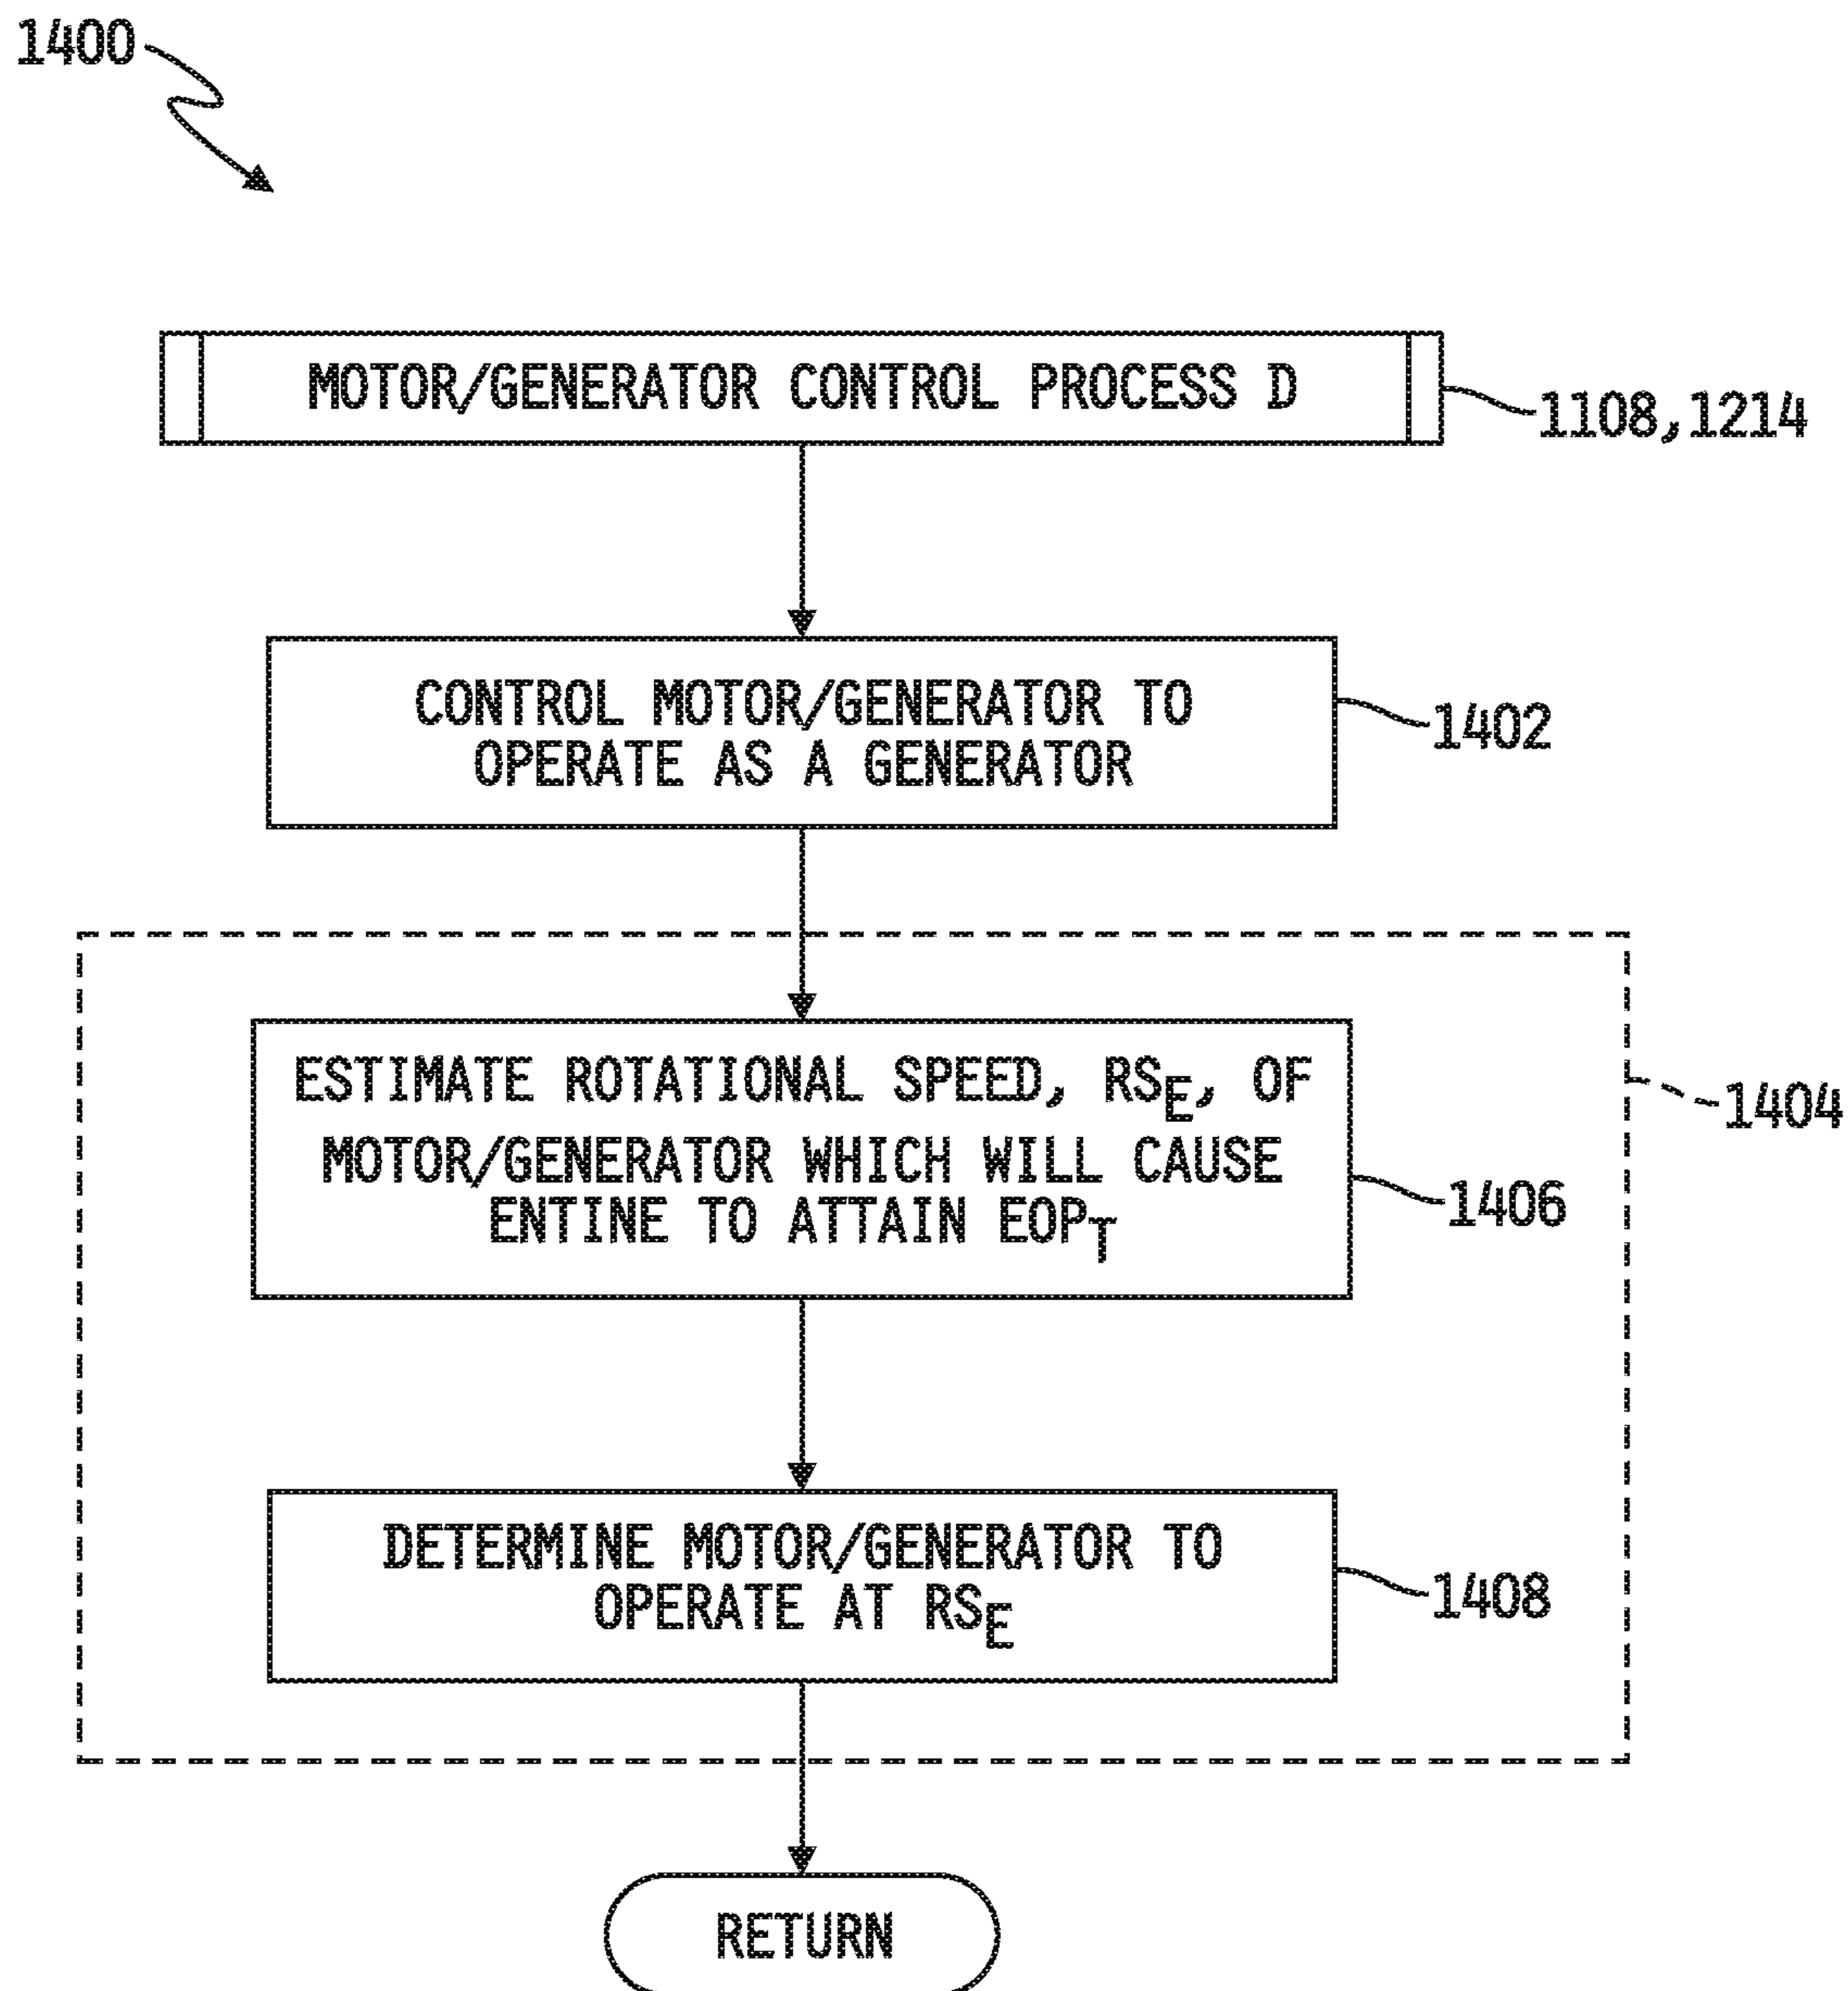 1400
MOTOR/GENERATOR CONTROL PROCESS D
1108,1214
CONTROL MOTOR/GENERATOR TO
OPERATE AS A GENERATOR
1402
1404
ESTIMATE ROTATIONAL SPEED, RSE, OF
MOTOR/GENERATOR WHICH WILL CAUSE
ENTINE TO ATTAIN EOPT
1406
DETERMINE MOTOR/GENERATOR TO
OPERATE AT RSE
1408
RETURN